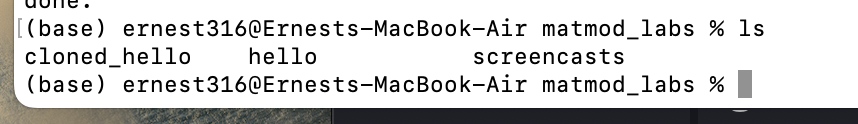 done.
(base) ernest316@Ernests-MacBook-Air matmod_labs % ls
cloned_hello    hello           screencasts
(base) ernest316@Ernests-MacBook-Air matmod_labs %